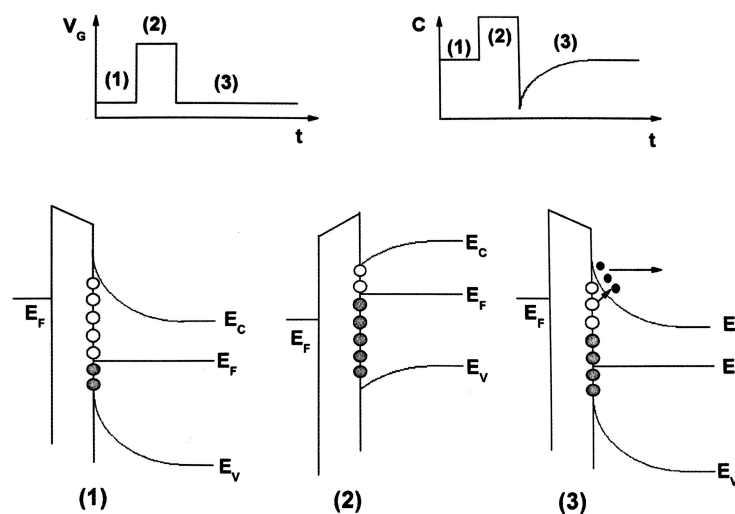 V_G
(2)
(1)
(3)
t
C
(1)
(2)
(3)
t
E_F
E_C
E_F
E_V
(1)
E_F
E_C
E_F
E_V
(2)
E_F
E
E
E_V
(3)